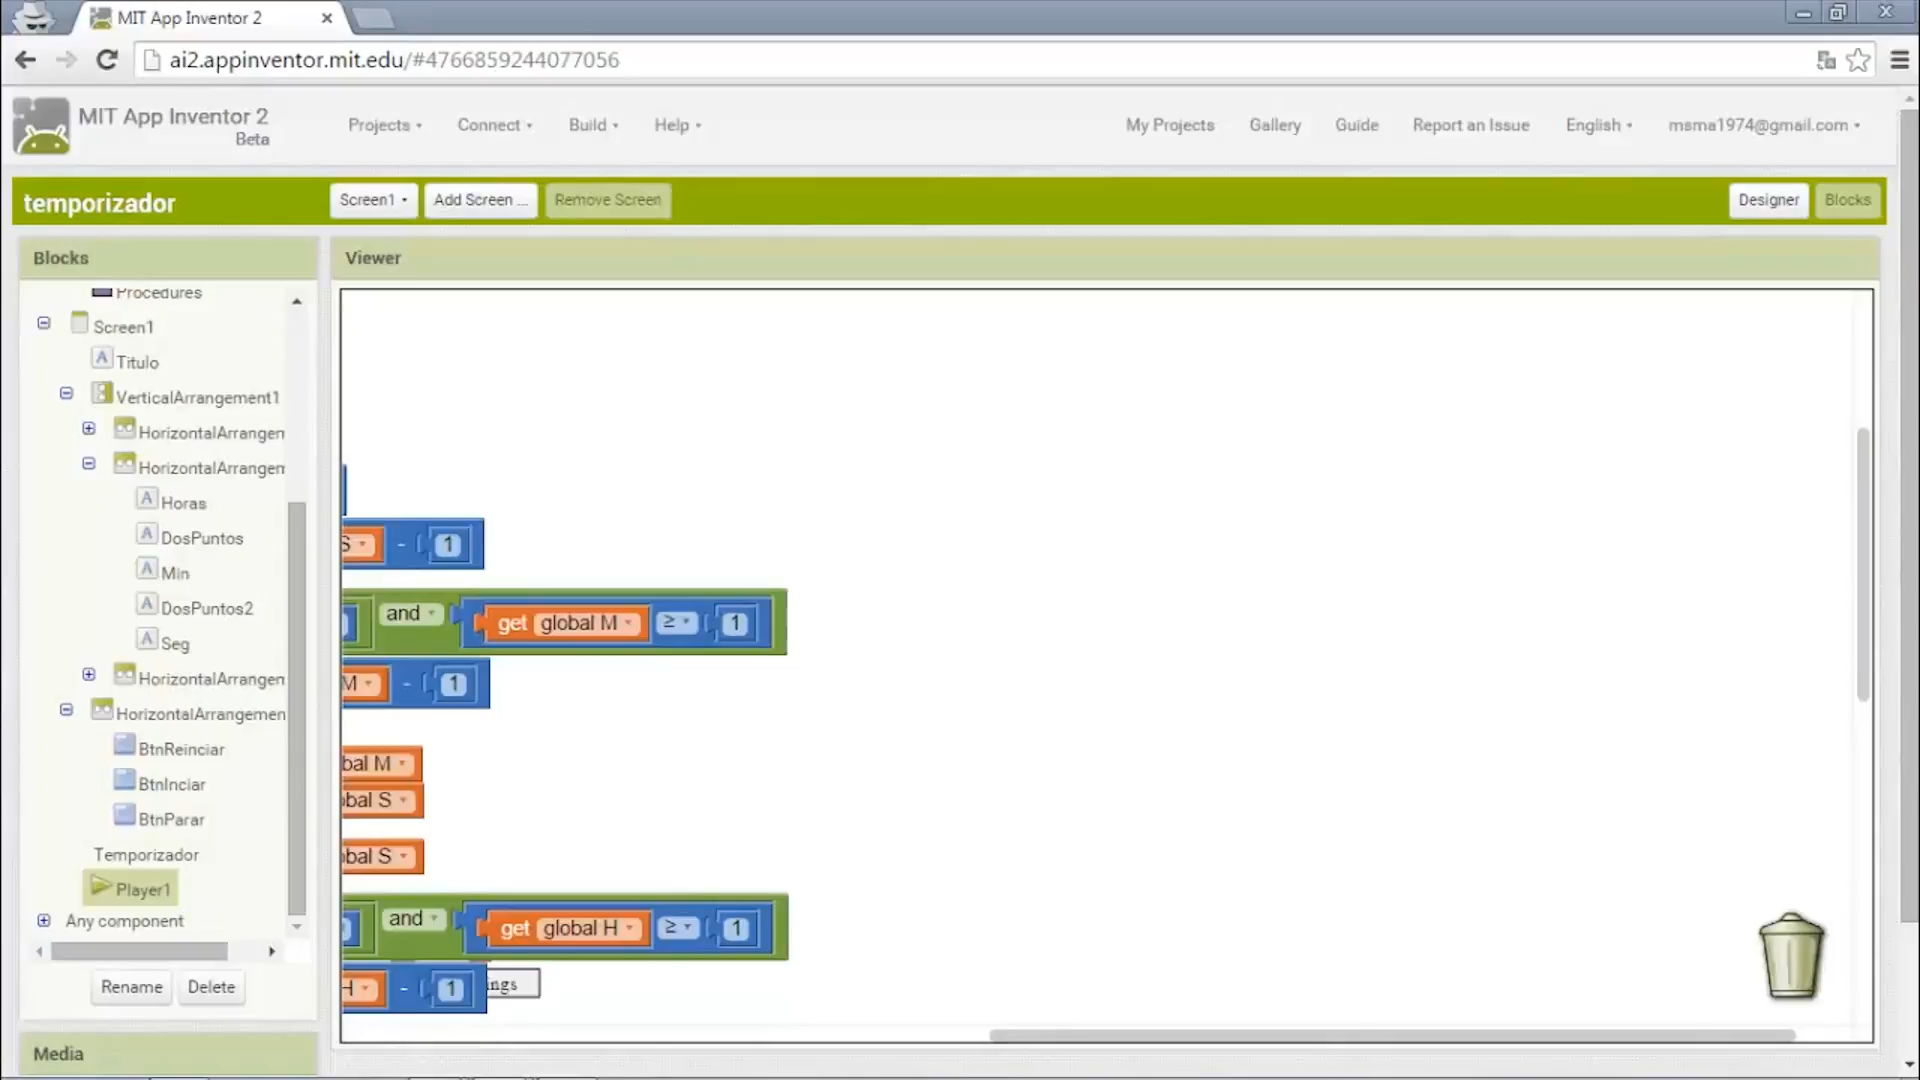 MIT App Inventor 2
ai2.appinventor.mit.edu/#4766859244077056
MIT App Inventor 2
Beta
Projects
Connect
Build
Help
My Projects
Gallery
Guide
Report an Issue
English
msma1974@gmail.com
temporizador
Screen1
Add Screen ...
Remove Screen
Designer
Blocks
Blocks
Viewer
Procedures
Screen1
Titulo
VerticalArrangement1
HorizontalArrangen
HorizontalArrangen
Horas
DosPuntos
Min
DosPuntos2
Seg
HorizontalArrangen
HorizontalArrangemen
BtnReinciar
BtnInciar
BtnParar
Temporizador
Player1
Any component
Rename
Delete
Media
S - 1
and get global M ≥ 1
M - 1
bal M
obal S
obal S
and get global H ≥ 1
H - 1
ings